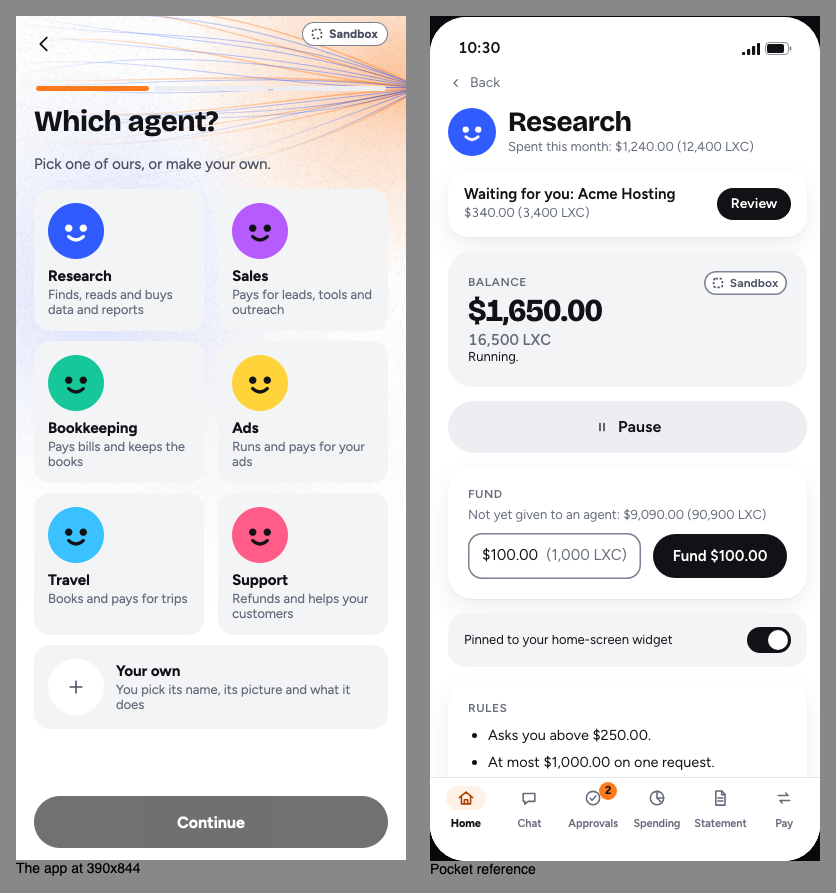 Sandbox
Which agent?
Pick one of ours, or make your own.
Research
Finds, reads and buys
data and reports
Sales
Pays for leads, tools and
outreach
Bookkeeping
Pays bills and keeps the
books
Ads
Runs and pays for your
ads
Travel
Books and pays for trips
Support
Refunds and helps your
customers
Your own
You pick its name, its picture and what it
does
Continue
The app at 390x844
10:30
Back
Research
Spent this month: $1,240.00 (12,400 LXC)
Waiting for you: Acme Hosting
$340.00 (3,400 LXC)
Review
BALANCE
Sandbox
$1,650.00
16,500 LXC
Running.
Pause
FUND
Not yet given to an agent: $9,090.00 (90,900 LXC)
$100.00 (1,000 LXC)
Fund $100.00
Pinned to your home-screen widget
RULES
Asks you above $250.00.
At most $1,000.00 on one request.
2
Home
Chat
Approvals
Spending
Statement
Pay
Pocket reference